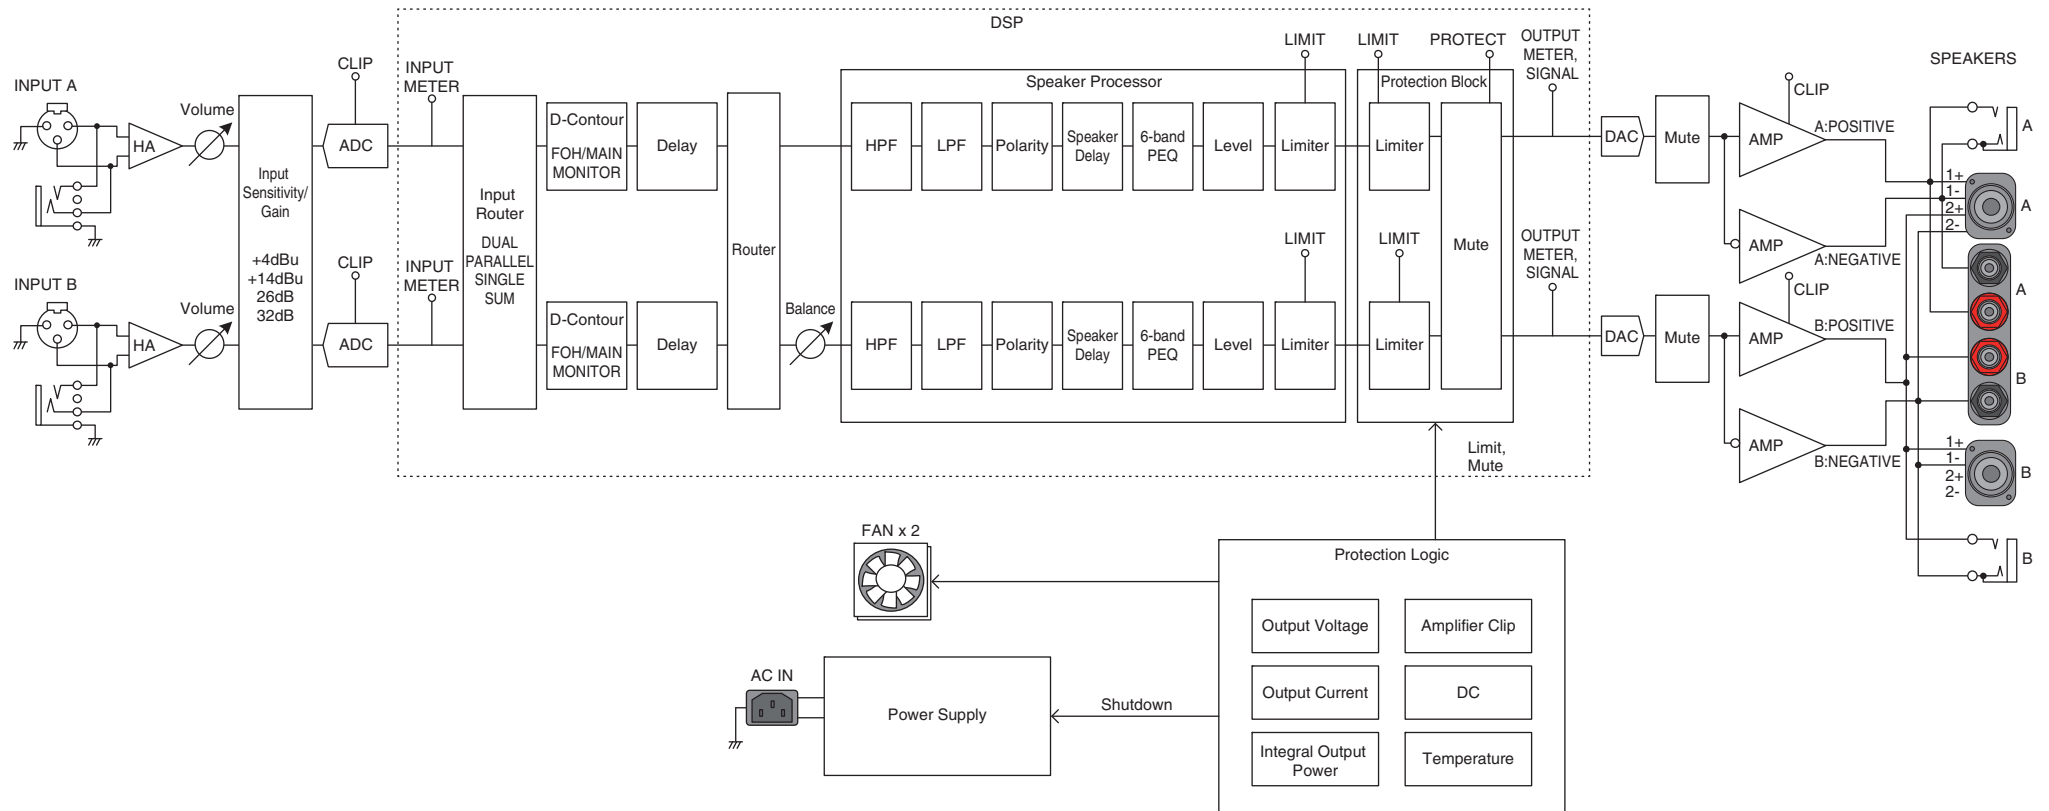 DSP
INPUT A
Volume
HA
Input
Sensitivity/
Gain
+4dBu
+14dBu
26dB
32dB
CLIP
ADC
INPUT
METER
Input
Router
DUAL
PARALLEL
SINGLE
SUM
D-Contour
FOH/MAIN
MONITOR
Delay
Router
Speaker Processor
HPF
LPF
Polarity
Speaker
Delay
6-band
PEQ
Level
Limiter
LIMIT
LIMIT
PROTECT
Protection Block
Limiter
Mute
OUTPUT
METER,
SIGNAL
DAC
Mute
CLIP
AMP
A:POSITIVE
AMP
A:NEGATIVE
SPEAKERS
A
1+
1-
2+
2-
A
A
INPUT B
Volume
HA
CLIP
ADC
INPUT
METER
D-Contour
FOH/MAIN
MONITOR
Delay
Balance
HPF
LPF
Polarity
Speaker
Delay
6-band
PEQ
Level
Limiter
LIMIT
LIMIT
Limiter
OUTPUT
METER,
SIGNAL
DAC
Mute
CLIP
AMP
B:POSITIVE
AMP
B:NEGATIVE
B
1+
1-
2+
2-
B
B
Limit,
Mute
FAN x 2
AC IN
Power Supply
Shutdown
Protection Logic
Output Voltage
Amplifier Clip
Output Current
DC
Integral Output
Power
Temperature